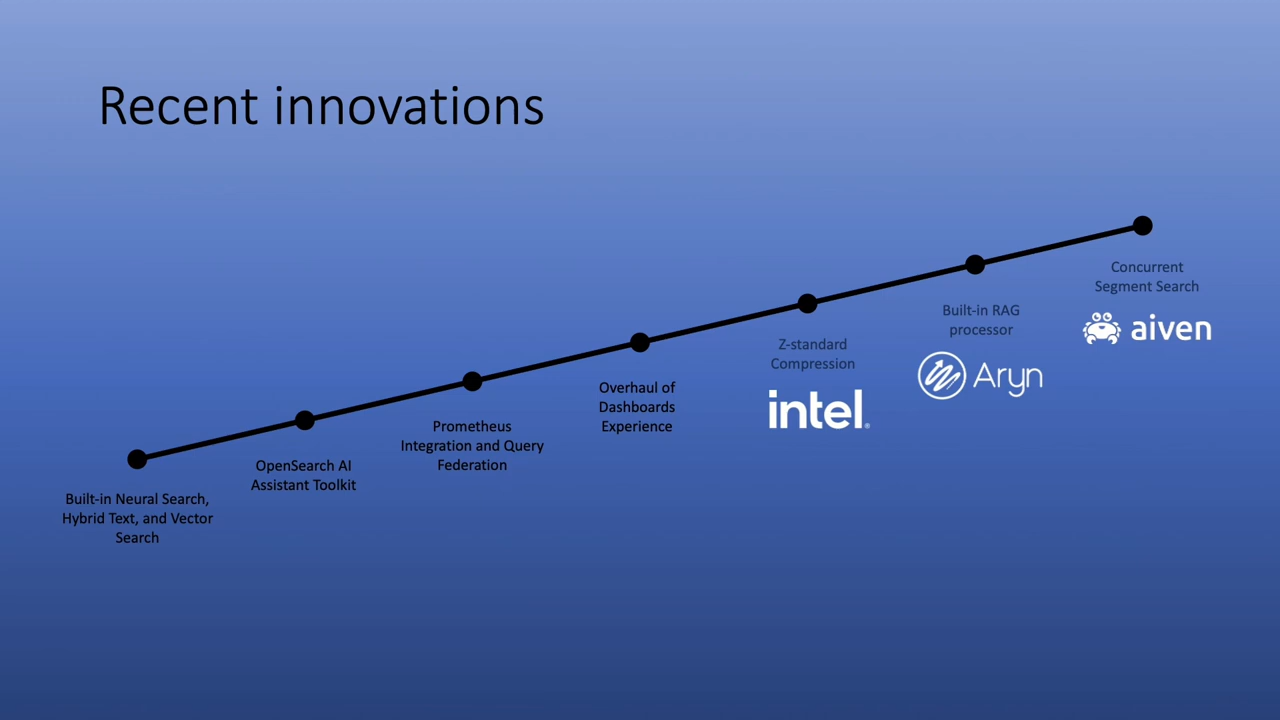 Recent innovations
Built-in Neural Search,
Hybrid Text, and Vector
Search
OpenSearch AI
Assistant Toolkit
Prometheus
Integration and Query
Federation
Overhaul of
Dashboards
Experience
Z-standard
Compression
intel
Built-in RAG
processor
Aryn
Concurrent
Segment Search
aiven